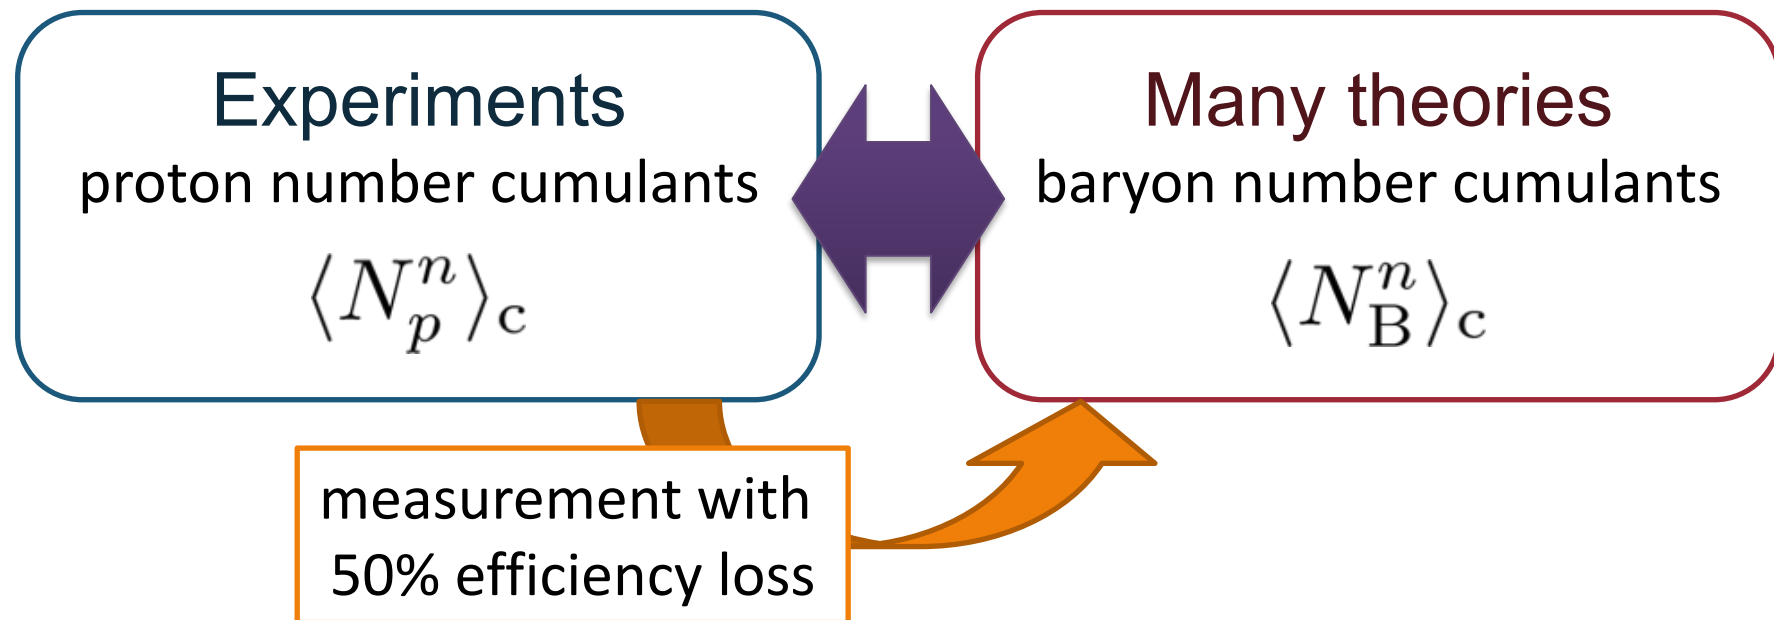 Experiments
proton number cumulants
⟨N_p^n⟩_c
Many theories
baryon number cumulants
⟨N_B^n⟩_c
measurement with
50% efficiency loss